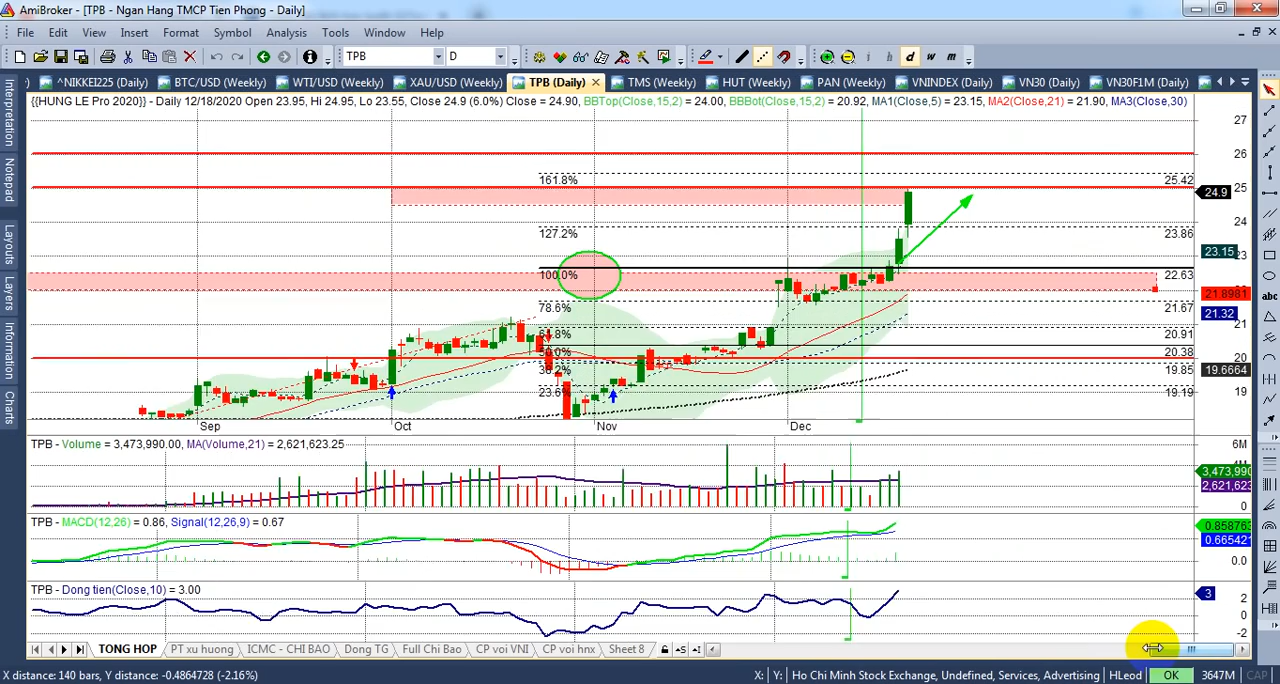 AmiBroker - [TPB - Ngan Hang TMCP Tien Phong - Daily]
File Edit View Insert Format Symbol Analysis Tools Window Help
TPB D i h d w m
^NIKKEI225 (Daily) BTC/USD (Weekly) WTI/USD (Weekly) XAU/USD (Weekly) TPB (Daily) TMS (Weekly) HUT (Weekly) PAN (Weekly) VNINDEX (Daily) VN30 (Daily) VN30F1M (Daily)
{{HUNG LE Pro 2020}} - Daily 12/18/2020 Open 23.95, Hi 24.95, Lo 23.55, Close 24.9 (6.0%) Close = 24.90, BBTop(Close,15,2) = 24.00, BBBot(Close,15,2) = 20.92, MA1(Close,5) = 23.15, MA2(Close,21) = 21.90, MA3(Close,30)
Interpretation
Notepad
Layouts
Layers
Information
Charts
abc
27
26
161.8% 25.42
25
24.9
24
127.2% 23.86
23.15
23
100.0% 22.63
21.8981
78.6% 21.67
21.32
21
61.8% 20.91
50.0% 20.38
20
38.2% 19.85
19.6664
23.6% 19.19
19
Sep Oct Nov Dec
TPB - Volume = 3,473,990.00, MA(Volume,21) = 2,621,623.25
6M
3,473,990
2,621,623
0.0
TPB - MACD(12,26) = 0.86, Signal(12,26,9) = 0.67
0.858763
0.665421
0.0
TPB - Dong tien(Close,10) = 3.00
3
2
0
-2
TONG HOP PT xu huong ICMC - CHI BAO Dong TG Full Chi Bao CP voi VNI CP voi hnx Sheet 8
X distance: 140 bars, Y distance: -0.4864728 (-2.16%) X: Y: Ho Chi Minh Stock Exchange, Undefined, Services, Advertising HLeod OK 3647M CAP